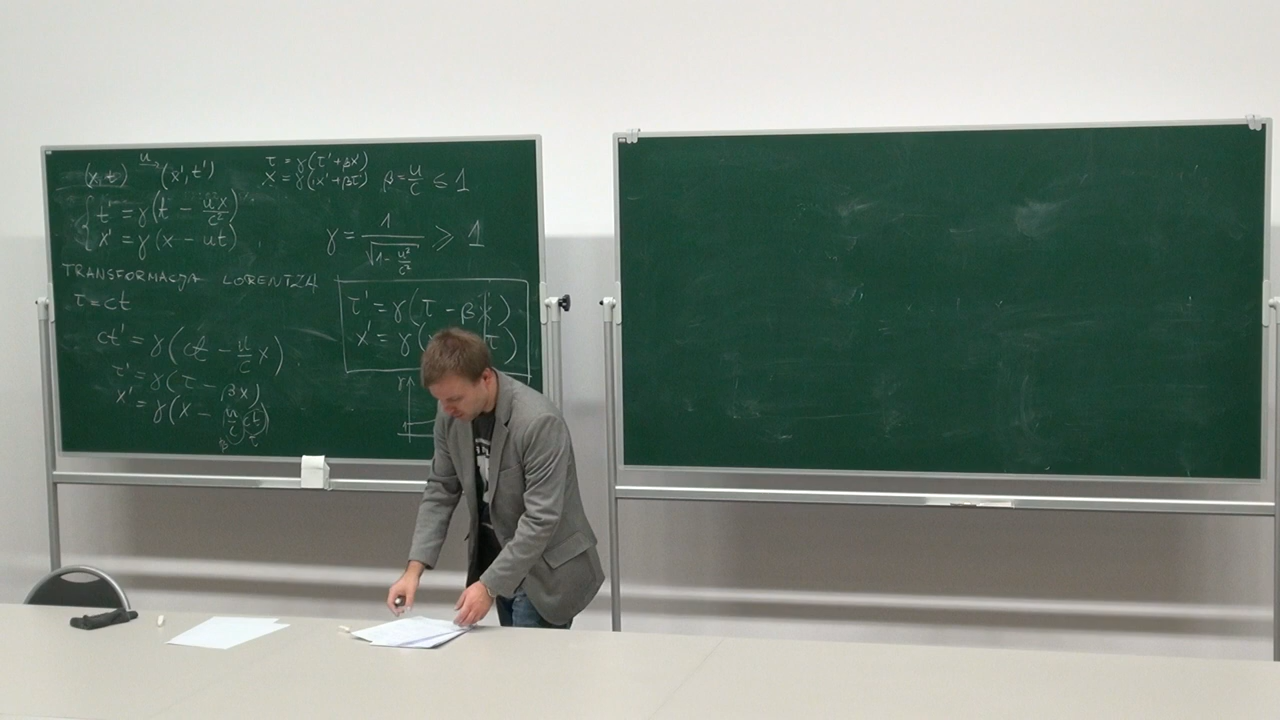 (x,t) u→ (x',t')
τ = γ(τ'+βx')
x = γ(x'+βτ)
β = u/c ≤ 1
t' = γ(t - ux/c²)
x' = γ(x - ut)
γ = 1/√(1-u²/c²) ≥ 1
TRANSFORMACJA LORENTZA
τ = ct
τ' = γ(τ - βx)
x' = γ( τ)
ct' = γ(ct - u/c x)
τ' = γ(τ - βx)
x' = γ(x - u/c ct)
β τ
γ
1